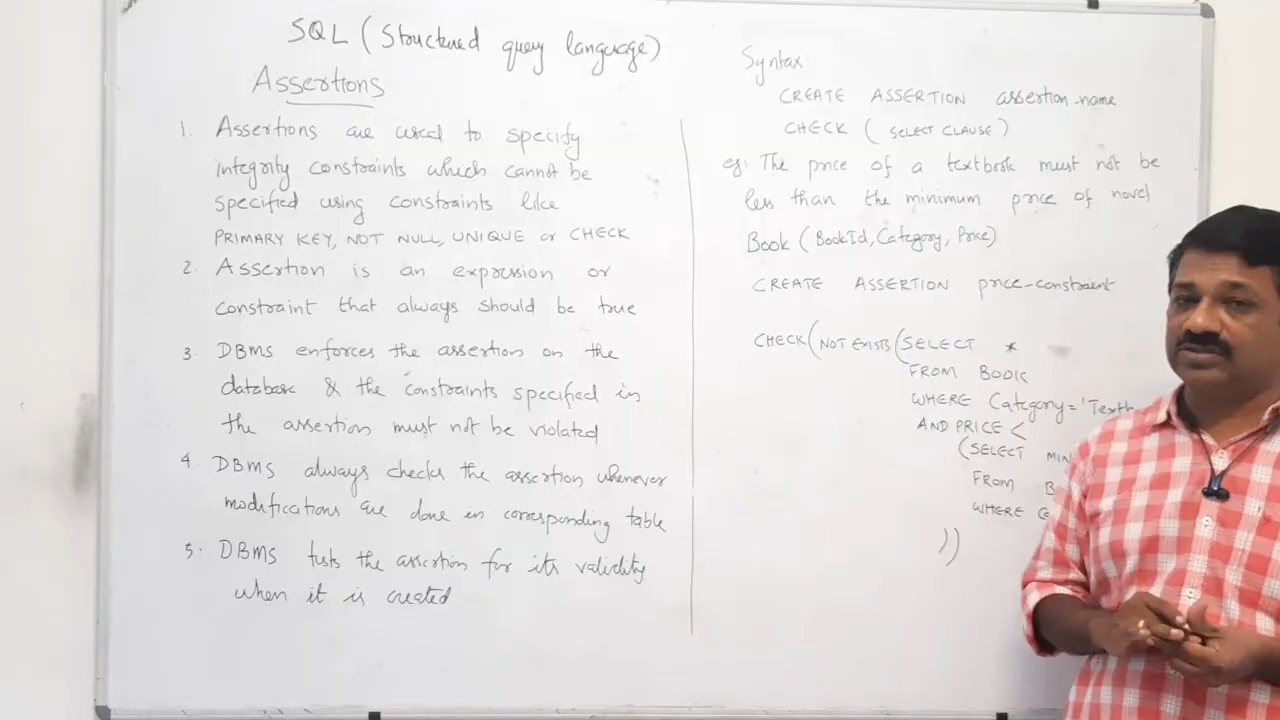 SQL (Structured query language)
Assertions
1. Assertions are used to specify
integrity constraints which cannot be
specified using constraints like
PRIMARY KEY, NOT NULL, UNIQUE or CHECK
2. Assertion is an expression or
constraint that always should be true
3. DBMS enforces the assertion on the
database & the constraints specified in
the assertion must not be violated
4. DBMS always checks the assertion whenever
modifications are done in corresponding table
5. DBMS tests the assertion for its validity
when it is created
Syntax
CREATE ASSERTION assertion-name
CHECK ( SELECT CLAUSE )
eg: The price of a textbook must not be
less than the minimum price of novel
Book ( BookId, Category, Price)
CREATE ASSERTION price-constraint
CHECK (NOT EXISTS (SELECT *
FROM BOOK
WHERE Category = '
AND PRICE <
(SELECT
FROM
WHERE
))